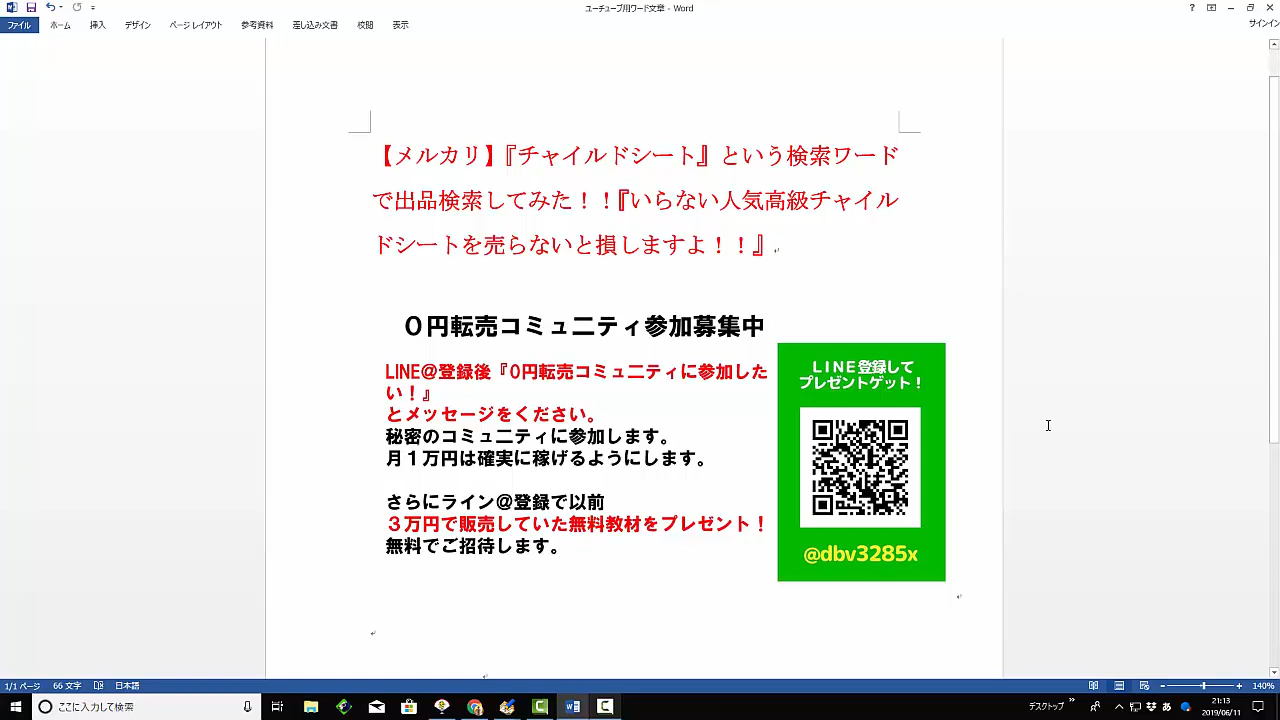 ユーチューブ用ワード文章 - Word
サインイン
ファイル ホーム 挿入 デザイン ページ レイアウト 参考資料 差し込み文書 校閲 表示
【メルカリ】『チャイルドシート』という検索ワード
で出品検索してみた！！『いらない人気高級チャイル
ドシートを売らないと損しますよ！！』
０円転売コミュニティ参加募集中
LINE@登録後『0円転売コミュニティに参加した
い！』
とメッセージをください。
秘密のコミュニティに参加します。
月１万円は確実に稼げるようにします。
さらにライン@登録で以前
３万円で販売していた無料教材をプレゼント！
無料でご招待します。
ＬＩＮＥ登録して
プレゼントゲット！
@dbv3285x
1/1 ページ 66 文字 日本語
140%
ここに入力して検索
デスクトップ
あ
21:13
2019/06/11